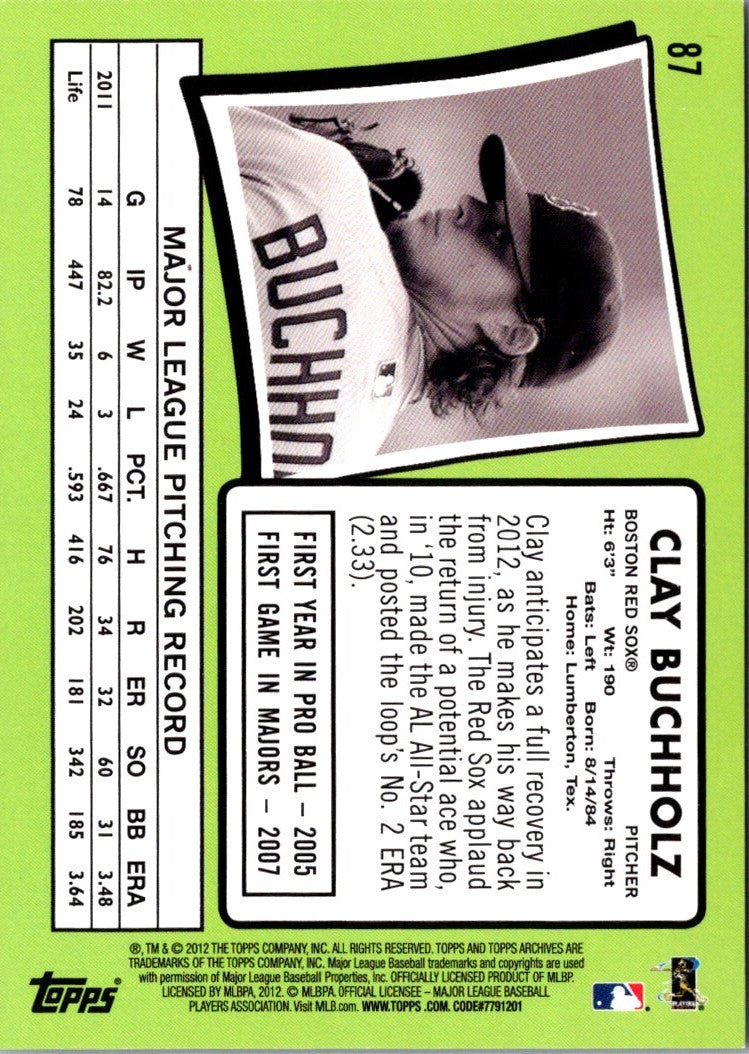 87
BUCHHO
CLAY BUCHHOLZ
BOSTON RED SOX® PITCHER
Ht: 6'3" Wt: 190 Throws: Right
Bats: Left Born: 8/14/84
Home: Lumberton, Tex.
Clay anticipates a full recovery in
2012, as he makes his way back
from injury. The Red Sox applaud
the return of a potential ace who,
in '10, made the AL All-Star team
and posted the loop's No. 2 ERA
(2.33).
FIRST YEAR IN PRO BALL – 2005
FIRST GAME IN MAJORS – 2007
MAJOR LEAGUE PITCHING RECORD
G IP W L PCT. H R ER SO BB ERA
2011 14 82.2 6 3 .667 76 34 32 60 31 3.48
Life 78 447 35 24 .593 416 202 181 342 185 3.64
®, TM & © 2012 THE TOPPS COMPANY, INC. ALL RIGHTS RESERVED. TOPPS AND TOPPS ARCHIVES ARE
TRADEMARKS OF THE TOPPS COMPANY, INC. Major League Baseball trademarks and copyrights are used
with permission of Major League Baseball Properties, Inc. OFFICIALLY LICENSED PRODUCT OF MLBP.
LICENSED BY MLBPA, 2012. © MLBPA. OFFICIAL LICENSEE – MAJOR LEAGUE BASEBALL
PLAYERS ASSOCIATION. Visit MLB.com. WWW.TOPPS.COM. CODE#7791201
TOPPS